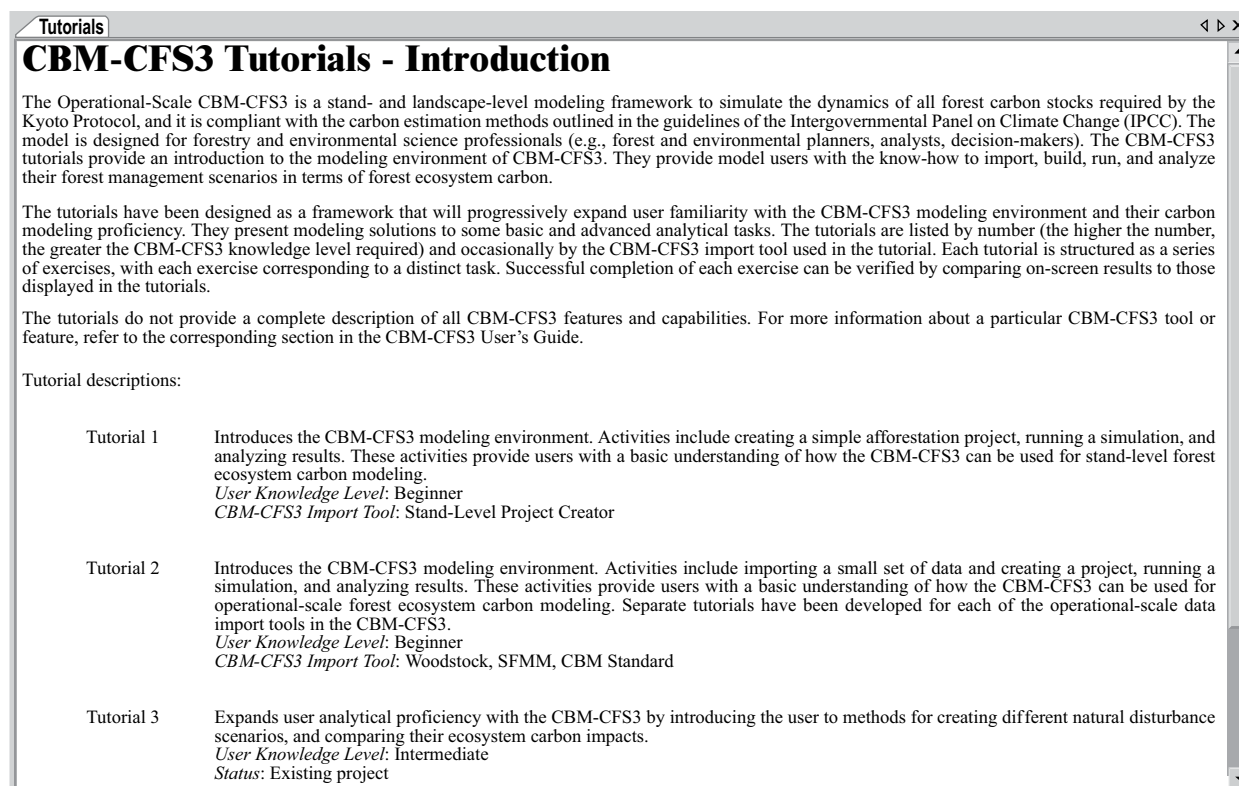 Tutorials
CBM-CFS3 Tutorials - Introduction
The Operational-Scale CBM-CFS3 is a stand- and landscape-level modeling framework to simulate the dynamics of all forest carbon stocks required by the
Kyoto Protocol, and it is compliant with the carbon estimation methods outlined in the guidelines of the Intergovernmental Panel on Climate Change (IPCC). The
model is designed for forestry and environmental science professionals (e.g., forest and environmental planners, analysts, decision-makers). The CBM-CFS3
tutorials provide an introduction to the modeling environment of CBM-CFS3. They provide model users with the know-how to import, build, run, and analyze
their forest management scenarios in terms of forest ecosystem carbon.
The tutorials have been designed as a framework that will progressively expand user familiarity with the CBM-CFS3 modeling environment and their carbon
modeling proficiency. They present modeling solutions to some basic and advanced analytical tasks. The tutorials are listed by number (the higher the number,
the greater the CBM-CFS3 knowledge level required) and occasionally by the CBM-CFS3 import tool used in the tutorial. Each tutorial is structured as a series
of exercises, with each exercise corresponding to a distinct task. Successful completion of each exercise can be verified by comparing on-screen results to those
displayed in the tutorials.
The tutorials do not provide a complete description of all CBM-CFS3 features and capabilities. For more information about a particular CBM-CFS3 tool or
feature, refer to the corresponding section in the CBM-CFS3 User's Guide.
Tutorial descriptions:
Tutorial 1 Introduces the CBM-CFS3 modeling environment. Activities include creating a simple afforestation project, running a simulation, and
analyzing results. These activities provide users with a basic understanding of how the CBM-CFS3 can be used for stand-level forest
ecosystem carbon modeling.
User Knowledge Level: Beginner
CBM-CFS3 Import Tool: Stand-Level Project Creator
Tutorial 2 Introduces the CBM-CFS3 modeling environment. Activities include importing a small set of data and creating a project, running a
simulation, and analyzing results. These activities provide users with a basic understanding of how the CBM-CFS3 can be used for
operational-scale forest ecosystem carbon modeling. Separate tutorials have been developed for each of the operational-scale data
import tools in the CBM-CFS3.
User Knowledge Level: Beginner
CBM-CFS3 Import Tool: Woodstock, SFMM, CBM Standard
Tutorial 3 Expands user analytical proficiency with the CBM-CFS3 by introducing the user to methods for creating different natural disturbance
scenarios, and comparing their ecosystem carbon impacts.
User Knowledge Level: Intermediate
Status: Existing project